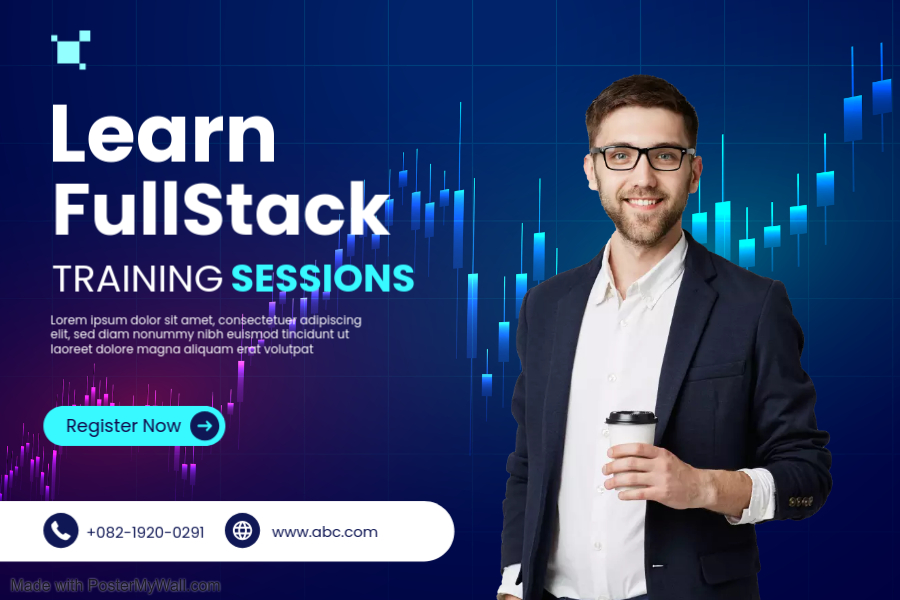 Learn
FullStack
TRAINING SESSIONS
Lorem ipsum dolor sit amet, consectetuer adipiscing
elit, sed diam nonummy nibh euismod tincidunt ut
laoreet dolore magna aliquam erat volutpat
Register Now
+082-1920-0291 www.abc.com
Made with PosterMyWall.com